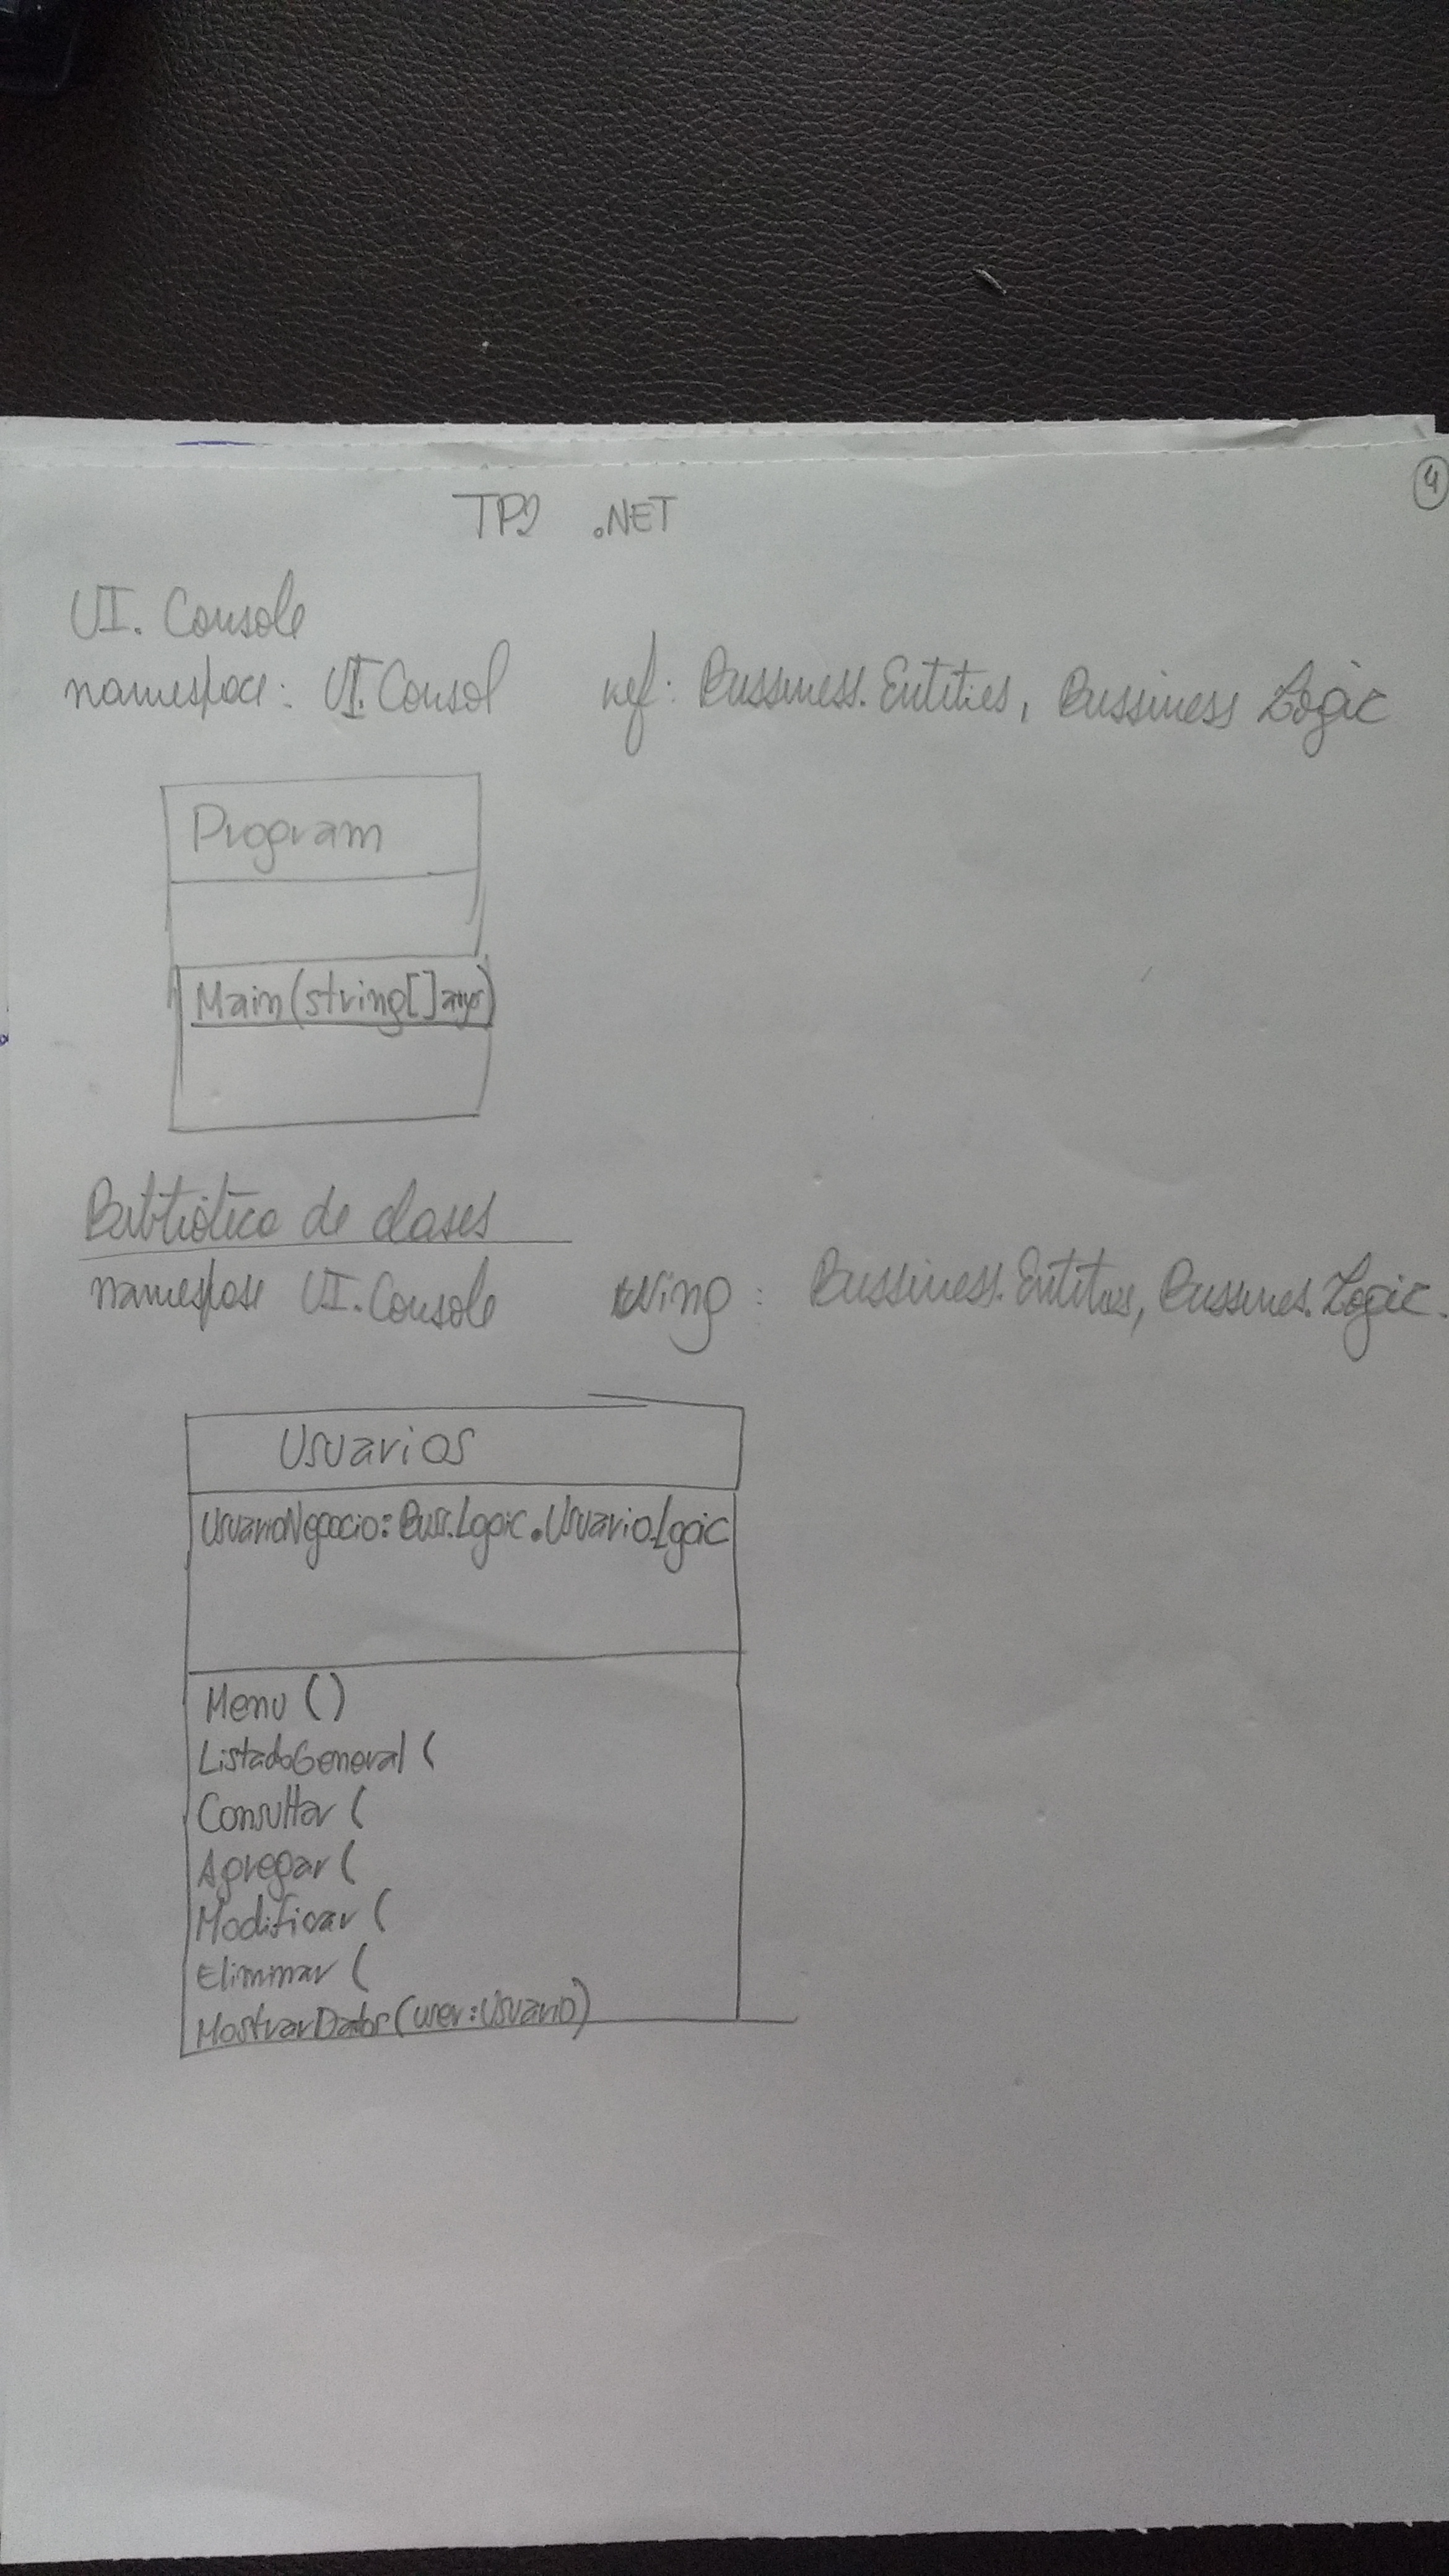 TP2 .NET
4
UI. Console
namespace: UI.Consol ref: Bussiness.Entities, Bussiness Logic
Program
Main(string[] args)
Biblioteca de clases
namespace UI.Console using: Bussiness.Entities, Bussines.Logic.
Usuarios
UsuarioNegocio: Buss.Logic.UsuarioLogic
Menu ()
ListadoGeneral (
Consultar (
Agregar (
Modificar (
Eliminar (
MostrarDatos(user:Usuario)